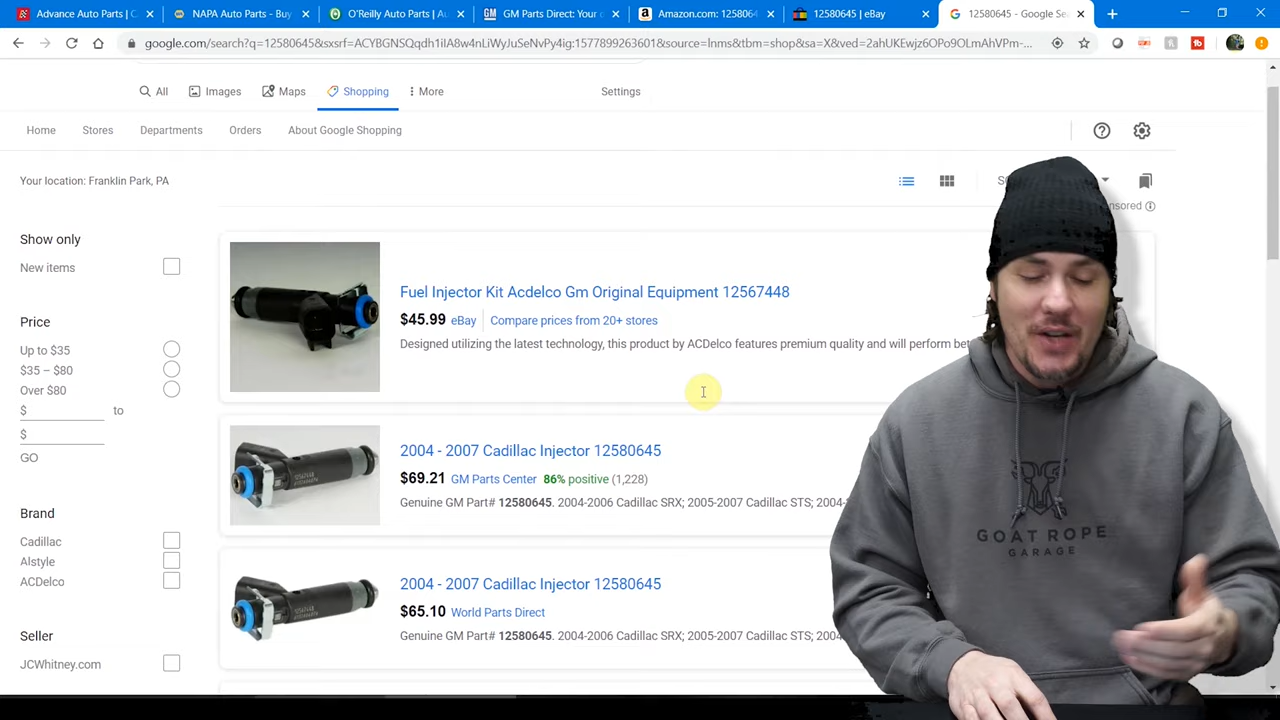 Advance Auto Parts | C
NAPA Auto Parts - Buy
O'Reilly Auto Parts | Au
GM Parts Direct: Your
Amazon.com: 1258064
12580645 | eBay
12580645 - Google Sea
google.com/search?q=12580645&sxsrf=ACYBGNSQqdh1iIA8w4nLiWyJuSeNvPy4ig:1577899263601&source=lnms&tbm=shop&sa=X&ved=2ahUKEwjz6OPo9OLmAhVPm-...
All Images Maps Shopping More Settings
Home Stores Departments Orders About Google Shopping
Your location: Franklin Park, PA
Show only
New items
Price
Up to $35
$35 – $80
Over $80
$ to
$
GO
Brand
Cadillac
Alstyle
ACDelco
Seller
JCWhitney.com
Fuel Injector Kit Acdelco Gm Original Equipment 12567448
$45.99 eBay Compare prices from 20+ stores
Designed utilizing the latest technology, this product by ACDelco features premium quality and will perform
2004 - 2007 Cadillac Injector 12580645
$69.21 GM Parts Center 86% positive (1,228)
Genuine GM Part# 12580645. 2004-2006 Cadillac SRX; 2005-2007 Cadillac STS; 2004-
2004 - 2007 Cadillac Injector 12580645
$65.10 World Parts Direct
Genuine GM Part# 12580645. 2004-2006 Cadillac SRX; 2005-2007 Cadillac STS; 2004-
GOAT ROPE
GARAGE